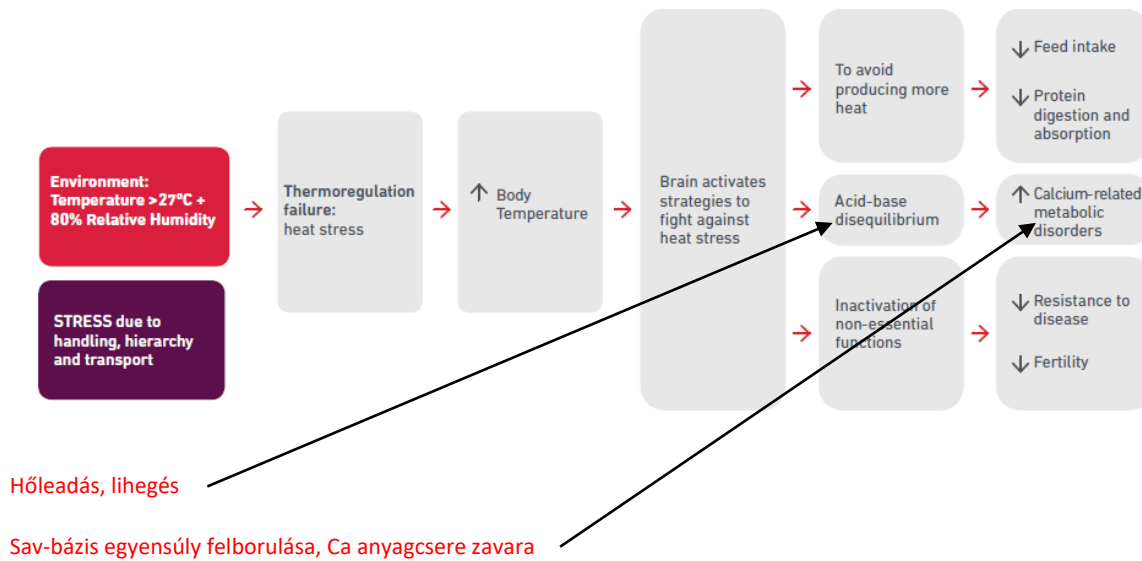 Environment:
Temperature >27°C +
80% Relative Humidity
STRESS due to
handling, hierarchy
and transport
Thermoregulation
failure:
heat stress
↑ Body
Temperature
Brain activates
strategies to
fight against
heat stress
To avoid
producing more
heat
↓ Feed intake
↓ Protein
digestion and
absorption
Acid-base
disequilibrium
↑ Calcium-related
metabolic
disorders
Inactivation of
non-essential
functions
↓ Resistance to
disease
↓ Fertility
Hőleadás, lihegés
Sav-bázis egyensúly felborulása, Ca anyagcsere zavara